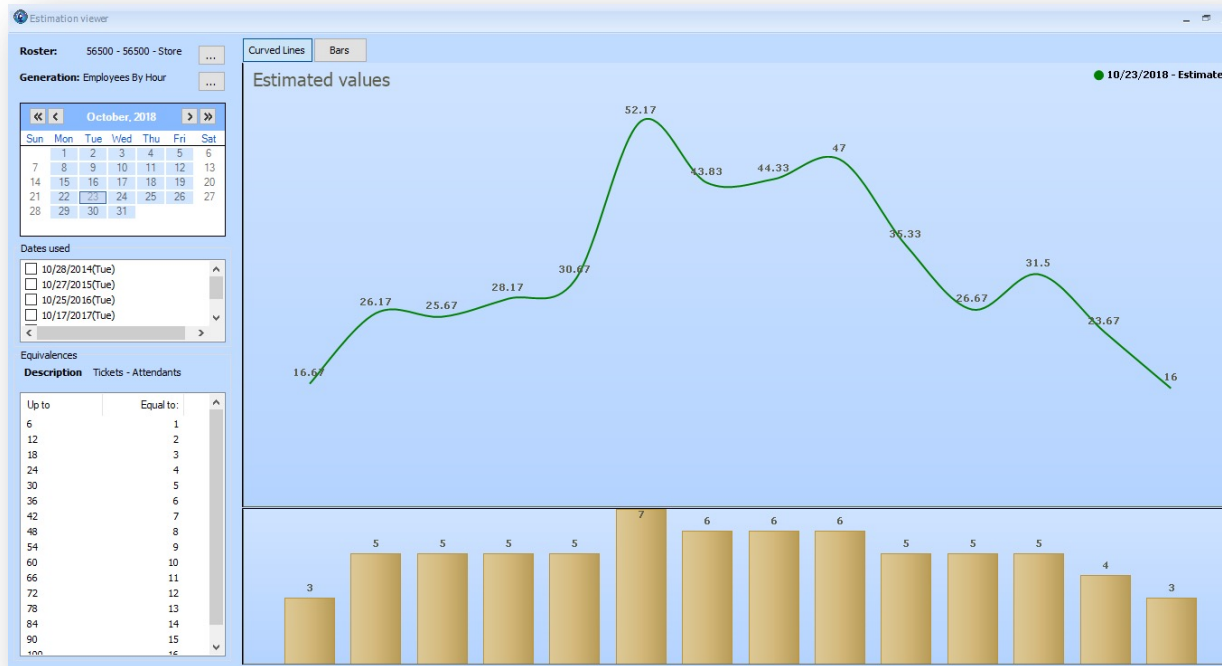 Estimation viewer
Roster: 56500 - 56500 - Store ...
Generation: Employees By Hour ...
October, 2018
Sun Mon Tue Wed Thu Fri Sat
1 2 3 4 5 6
7 8 9 10 11 12 13
14 15 16 17 18 19 20
21 22 23 24 25 26 27
28 29 30 31
Dates used
10/28/2014(Tue)
10/27/2015(Tue)
10/25/2016(Tue)
10/17/2017(Tue)
Equivalences
Description Tickets - Attendants
Up to Equal to:
6 1
12 2
18 3
24 4
30 5
36 6
42 7
48 8
54 9
60 10
66 11
72 12
78 13
84 14
90 15
100 16
Curved Lines Bars
Estimated values
10/23/2018 - Estimate
16.67 26.17 25.67 28.17 30.67 52.17 43.83 44.33 47 35.33 26.67 31.5 23.67 16
3 5 5 5 5 7 6 6 6 5 5 5 4 3